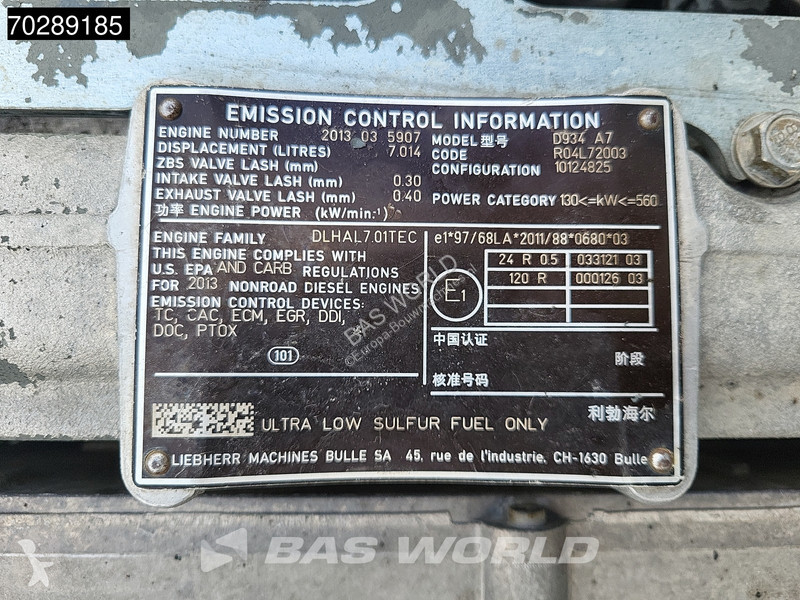 70289185
EMISSION CONTROL INFORMATION
ENGINE NUMBER 2013 03 5907
DISPLACEMENT (LITRES) 7.014
ZBS VALVE LASH (mm)
INTAKE VALVE LASH (mm) 0.30
EXHAUST VALVE LASH (mm) 0.40
功率 ENGINE POWER (kW/min⁻¹)
MODEL 型号 D934 A7
CODE R04L72003
CONFIGURATION 10124825
POWER CATEGORY 130<=kW<=560
ENGINE FAMILY DLHAL7.01TEC
THIS ENGINE COMPLIES WITH
U.S. EPA AND CARB REGULATIONS
FOR 2013 NONROAD DIESEL ENGINES
EMISSION CONTROL DEVICES:
TC, CAC, ECM, EGR, DDI,
DOC, PTOX
101
e1*97/68LA*2011/88*0680*03
E1
24 R 05 033121 03
120 R 000126 03
中国认证
阶段
核准号码
ULTRA LOW SULFUR FUEL ONLY
利勃海尔
LIEBHERR MACHINES BULLE SA 45, rue de l'industrie, CH-1630 Bulle
BAS WORLD
BAS WORLD